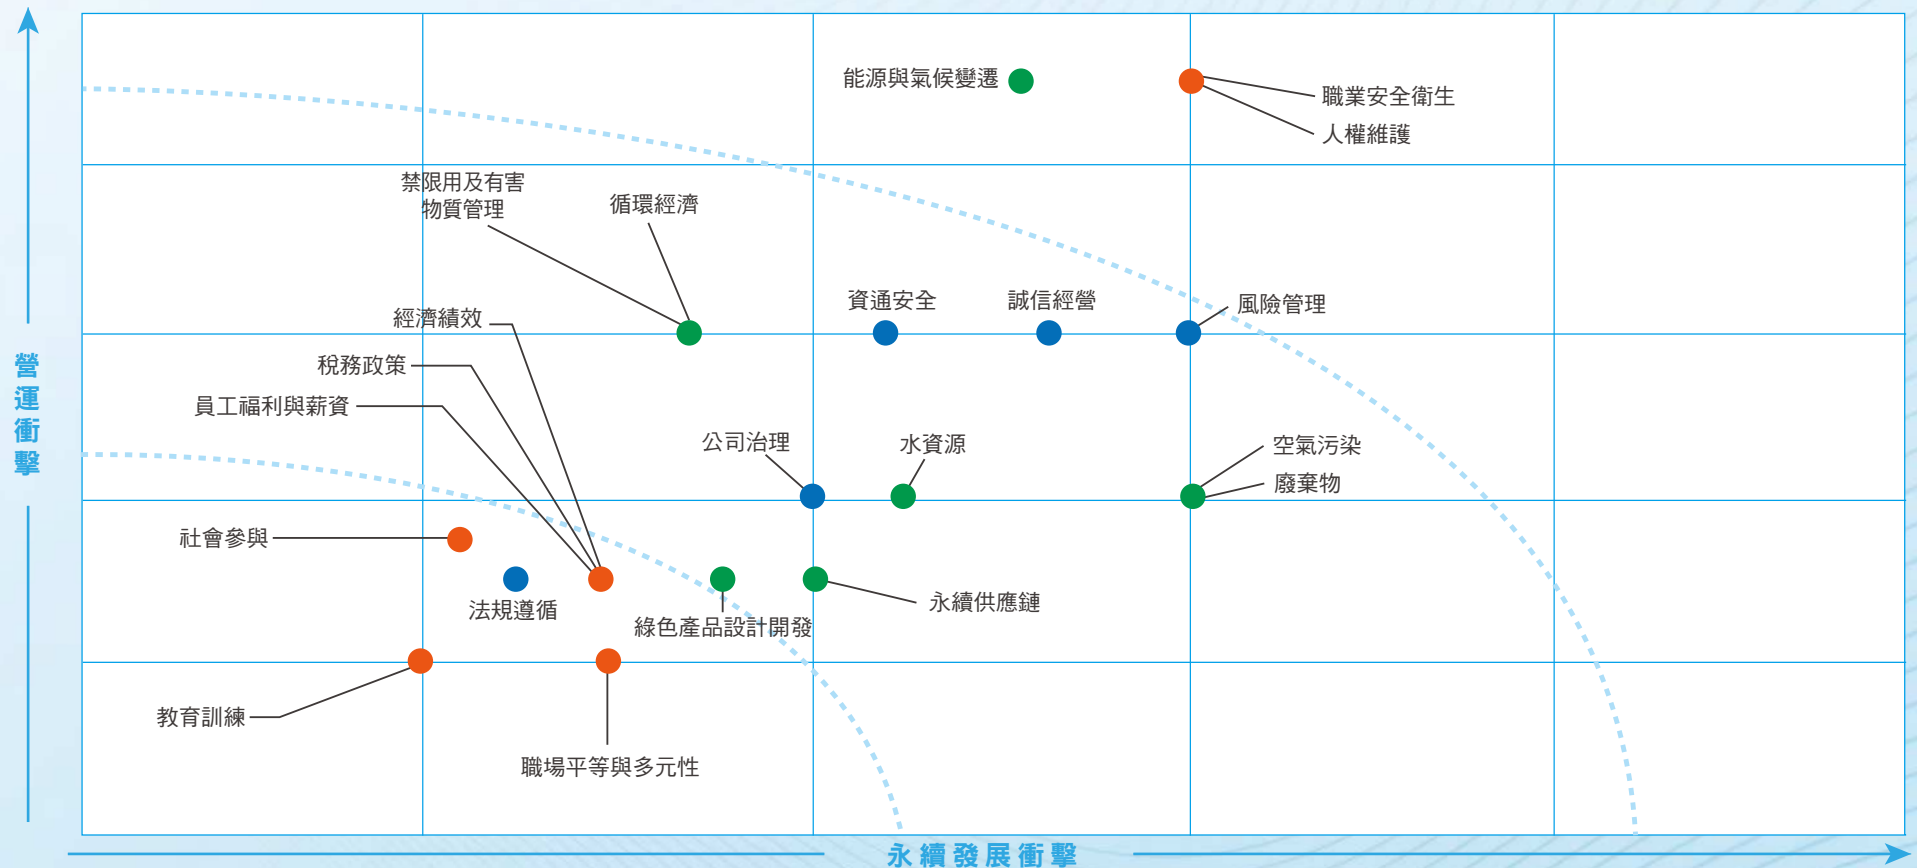 能源與氣候變遷
職業安全衛生
人權維護
禁限用及有害
物質管理
循環經濟
資通安全
誠信經營
風險管理
經濟績效
稅務政策
員工福利與薪資
公司治理
水資源
空氣污染
廢棄物
社會參與
法規遵循
綠色產品設計開發
永續供應鏈
教育訓練
職場平等與多元性
營運衝擊
永續發展衝擊